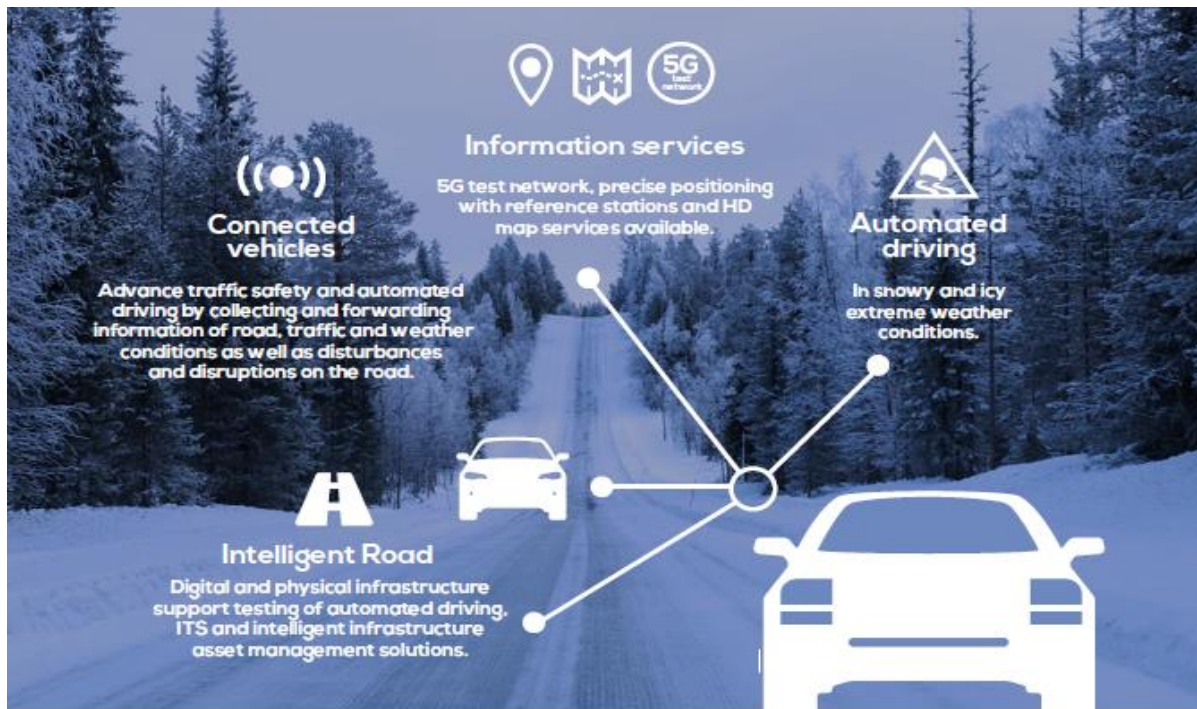 5G
test
network
Information services
5G test network, precise positioning
with reference stations and HD
map services available.
Connected
vehicles
Advance traffic safety and automated
driving by collecting and forwarding
information of road, traffic and weather
conditions as well as disturbances
and disruptions on the road.
Automated
driving
In snowy and icy
extreme weather
conditions.
Intelligent Road
Digital and physical infrastructure
support testing of automated driving,
ITS and intelligent infrastructure
asset management solutions.